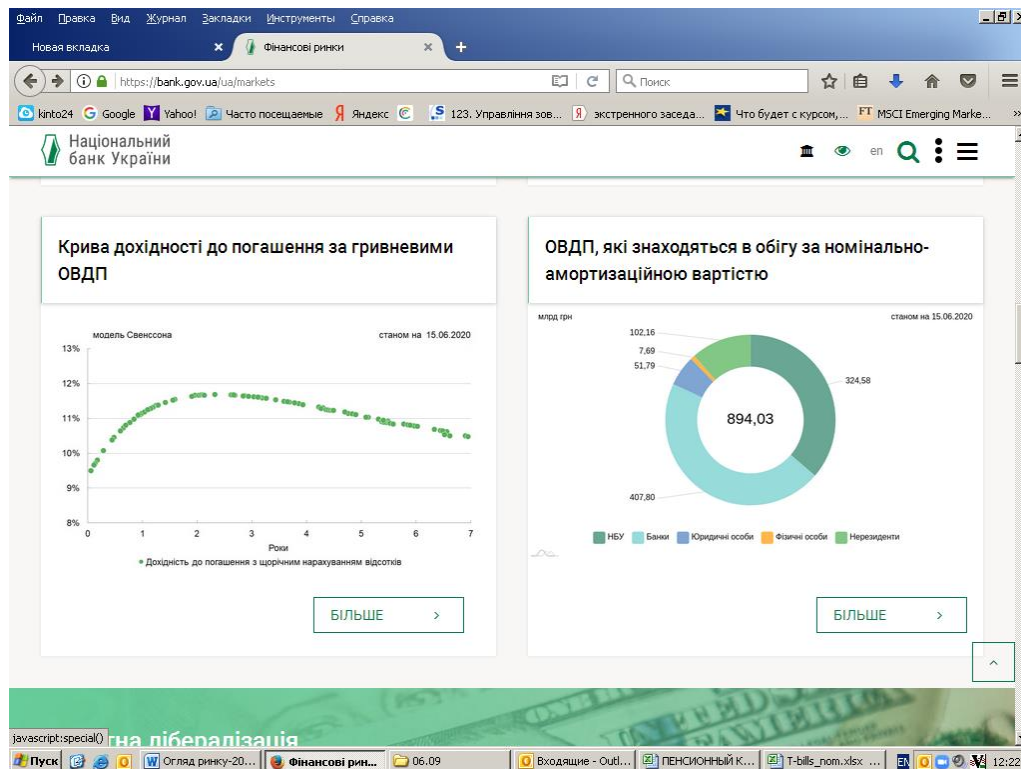 Файл Правка Вид Журнал Закладки Инструменты Справка
Новая вкладка Фінансові ринки
https://bank.gov.ua/ua/markets Поиск
kinto24 Google Yahoo! Часто посещаемые Яндекс 123. Управління зов... экстренного заседа... Что будет с курсом,... FT MSCI Emerging Marke...
Національний
банк України
en
Крива дохідності до погашення за гривневими
ОВДП
модель Свенссона станом на 15.06.2020
13%
12%
11%
10%
9%
8%
0 1 2 3 4 5 6 7
Роки
Дохідність до погашення з щорічним нарахуванням відсотків
БІЛЬШЕ
ОВДП, які знаходяться в обігу за номінально-
амортизаційною вартістю
млрд грн станом на 15.06.2020
102,16
7,69
51,79
324,58
894,03
407,80
НБУ Банки Юридичні особи Фізичні особи Нерезиденти
БІЛЬШЕ
javascript:special()
тна лібералізація
Пуск Огляд ринку-20... Фінансові рин... 06.09 Входящие - Outl... ПЕНСИОННЫЙ К... T-bills_nom.xlsx ... EN 12:22